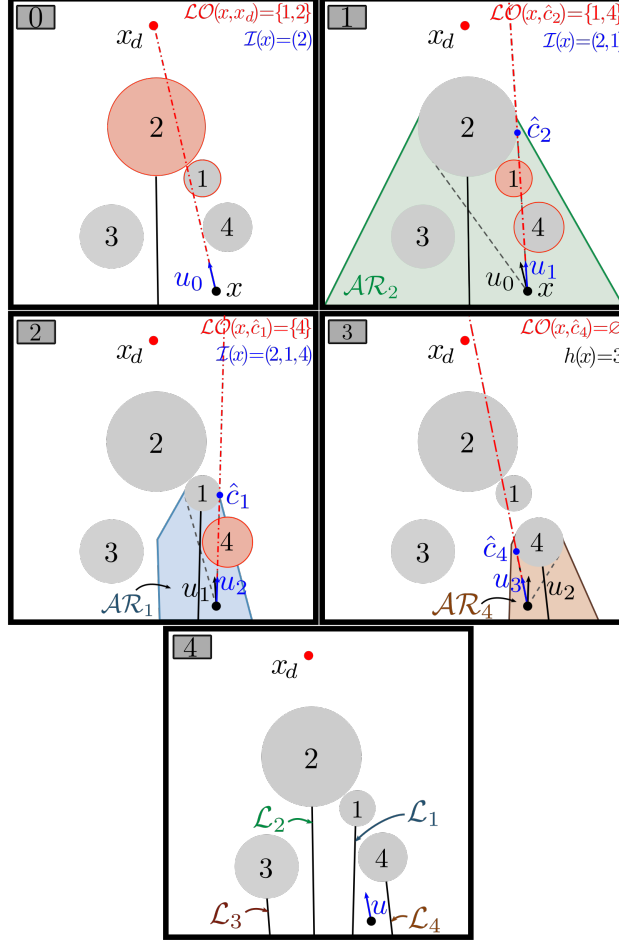 0
x_d
LO(x,x_d)={1,2}
I(x)=(2)
2
1
3
4
u_0
x
1
x_d
LO(x,ĉ_2)={1,4}
I(x)=(2,1)
2
ĉ_2
1
3
4
u_0
u_1
AR_2
x
2
x_d
LO(x,ĉ_1)={4}
I(x)=(2,1,4)
2
1
ĉ_1
3
4
AR_1
u_1
u_2
3
x_d
LO(x,ĉ_4)=∅
h(x)=3
2
1
3
ĉ_4
4
u_3
u_2
AR_4
4
x_d
2
1
L_2
L_1
3
4
L_3
u
L_4